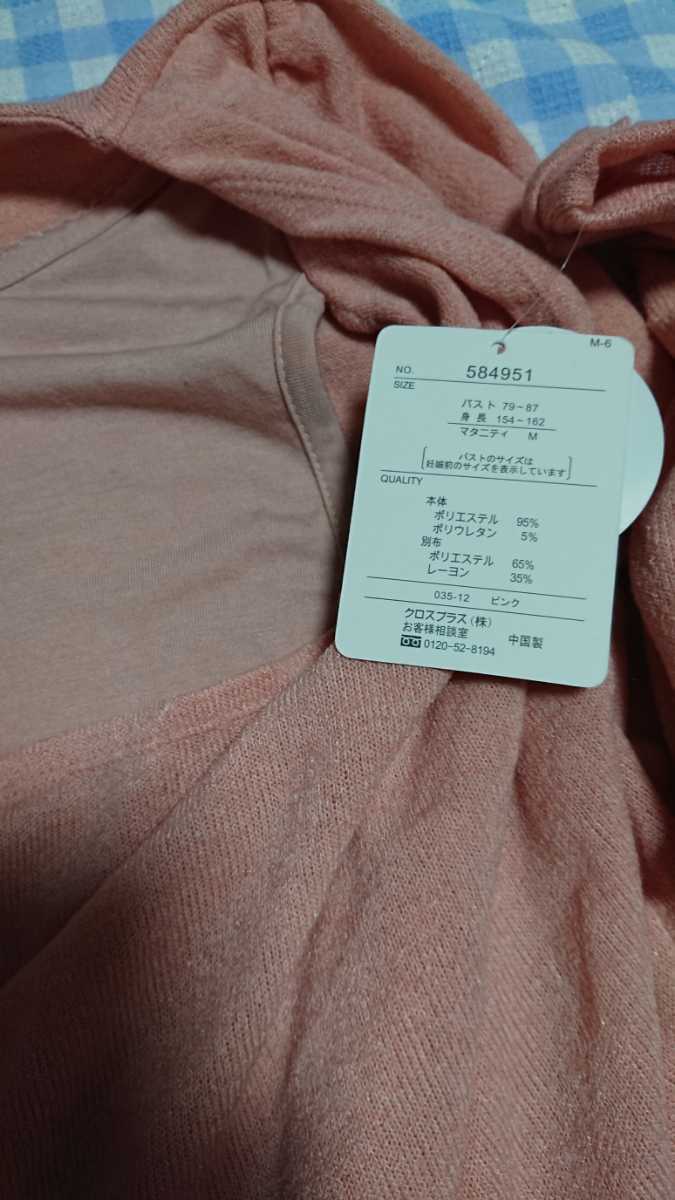 M-6
NO. 584951
SIZE
バスト 79~87
身長 154~162
マタニティ M
バストのサイズは
妊娠前のサイズを表示しています
QUALITY
本体
ポリエステル 95%
ポリウレタン 5%
別布
ポリエステル 65%
レーヨン 35%
035-12 ピンク
クロスプラス(株)
お客様相談室 中国製
0120-52-8194